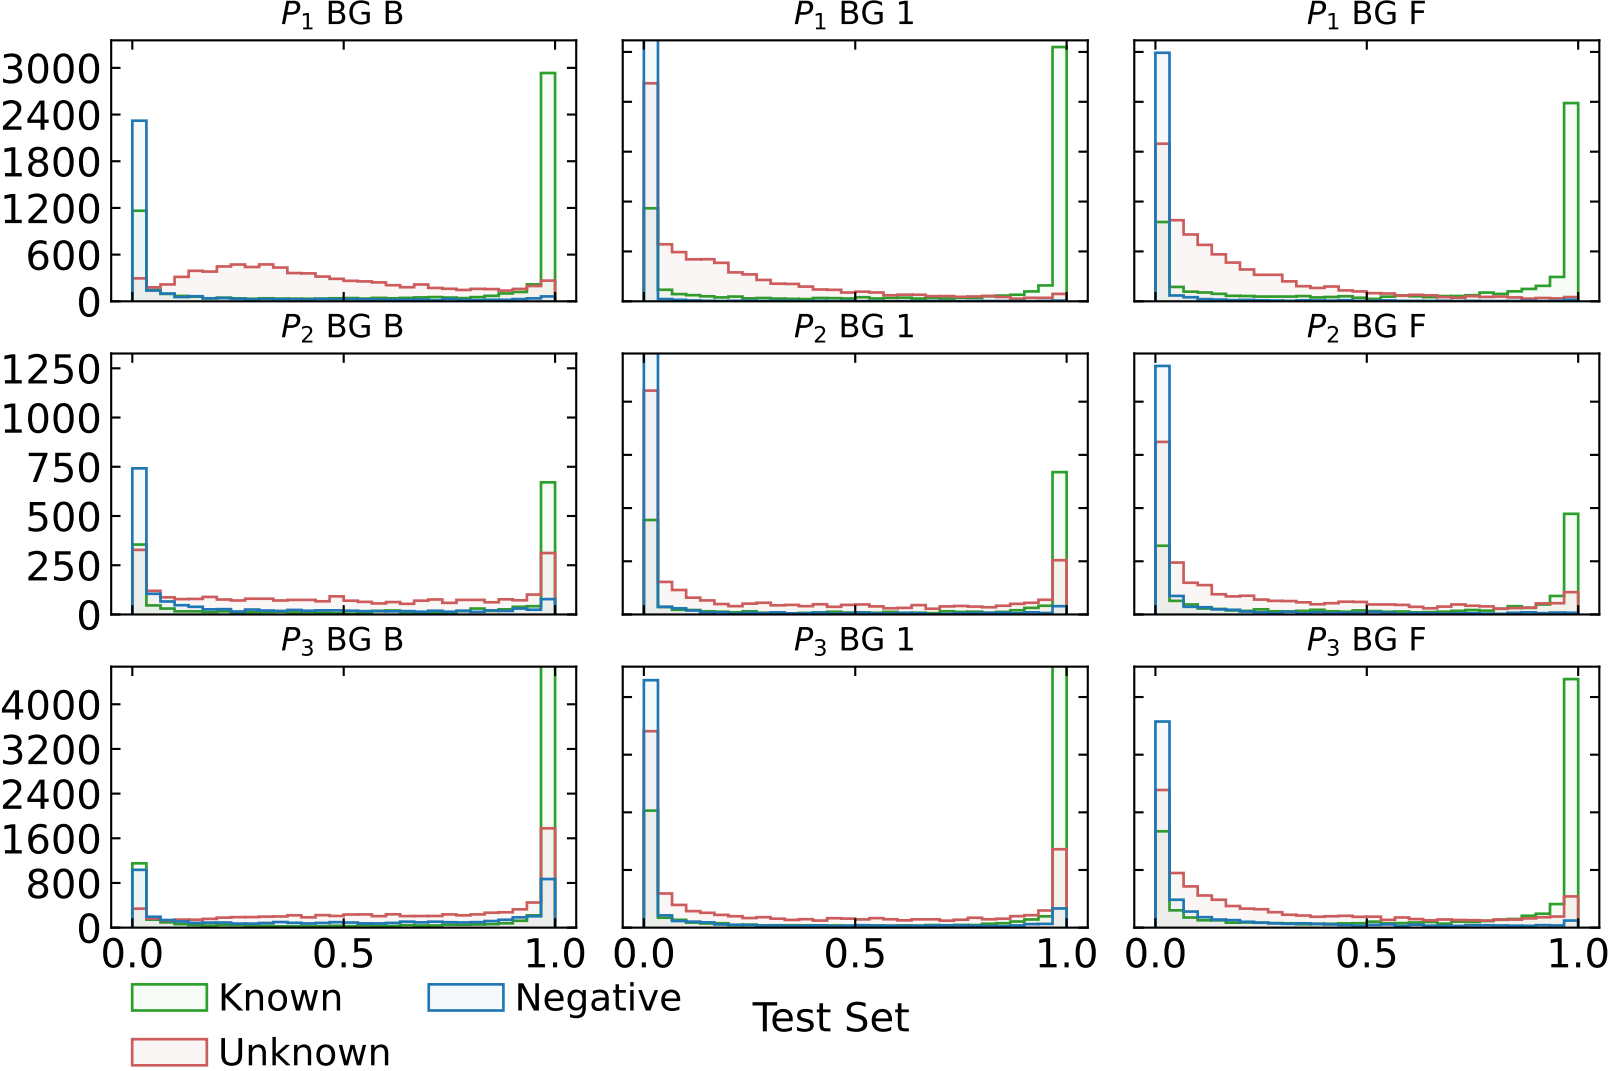 P1 BG B
P1 BG 1
P1 BG F
3000
2400
1800
1200
600
0
P2 BG B
P2 BG 1
P2 BG F
1250
1000
750
500
250
0
P3 BG B
P3 BG 1
P3 BG F
4000
3200
2400
1600
800
0
0.0 0.5 1.0
0.0 0.5 1.0
0.0 0.5 1.0
Known
Negative
Unknown
Test Set